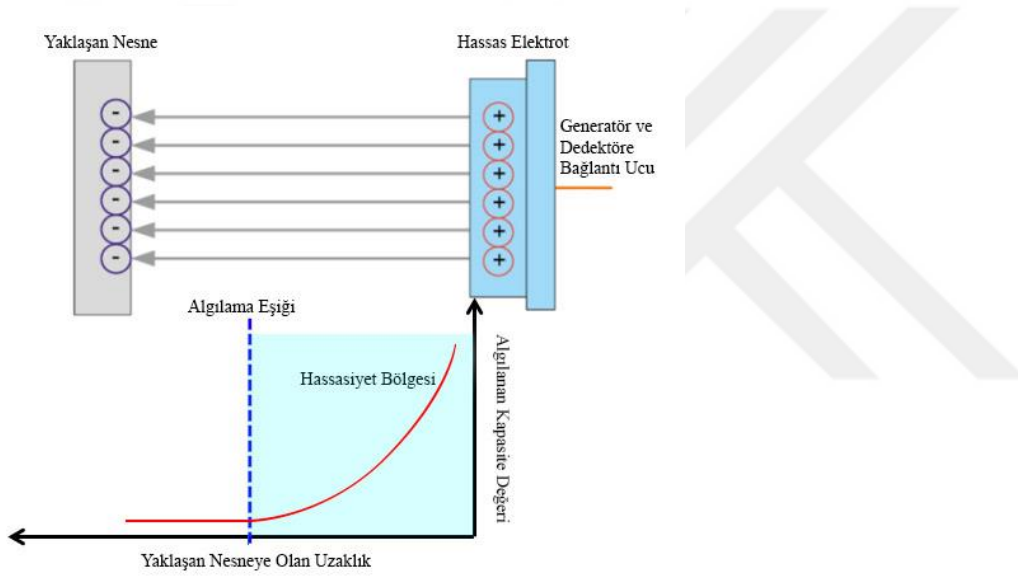 Yaklaşan Nesne
Hassas Elektrot
- +
- +
- +
- +
- +
- +
Generatör ve
Dedektöre
Bağlantı Ucu
Algılama Eşiği
Hassasiyet Bölgesi
Algılanan Kapasite Değeri
Yaklaşan Nesneye Olan Uzaklık